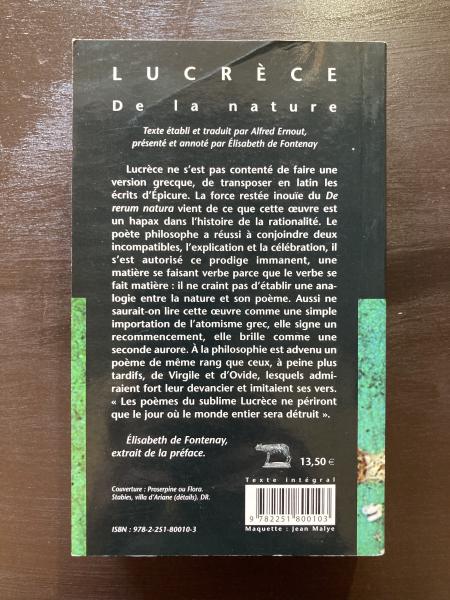 LUCRÈCE
De la nature
Texte établi et traduit par Alfred Ernout,
présenté et annoté par Élisabeth de Fontenay
Lucrèce ne s'est pas contenté de faire une
version grecque, de transposer en latin les
écrits d'Épicure. La force restée inouïe du De
rerum natura vient de ce que cette œuvre est
un hapax dans l'histoire de la rationalité. Le
poète philosophe a réussi à conjoindre deux
incompatibles, l'explication et la célébration, il
s'est autorisé ce prodige immanent, une
matière se faisant verbe parce que le verbe se
fait matière : il ne craint pas d'établir une ana-
logie entre la nature et son poème. Aussi ne
saurait-on lire cette œuvre comme une simple
importation de l'atomisme grec, elle signe un
recommencement, elle brille comme une
seconde aurore. À la philosophie est advenu un
poème de même rang que ceux, à peine plus
tardifs, de Virgile et d'Ovide, lesquels admi-
raient fort leur devancier et imitaient ses vers.
« Les poèmes du sublime Lucrèce ne périront
que le jour où le monde entier sera détruit ».
Élisabeth de Fontenay,
extrait de la préface.
13,50 €
Couverture : Proserpine ou Flora.
Stabies, villa d'Ariane (détails). DR.
Texte intégral
ISBN : 978-2-251-80010-3
9 782251 800103
Maquette : Jean Malye